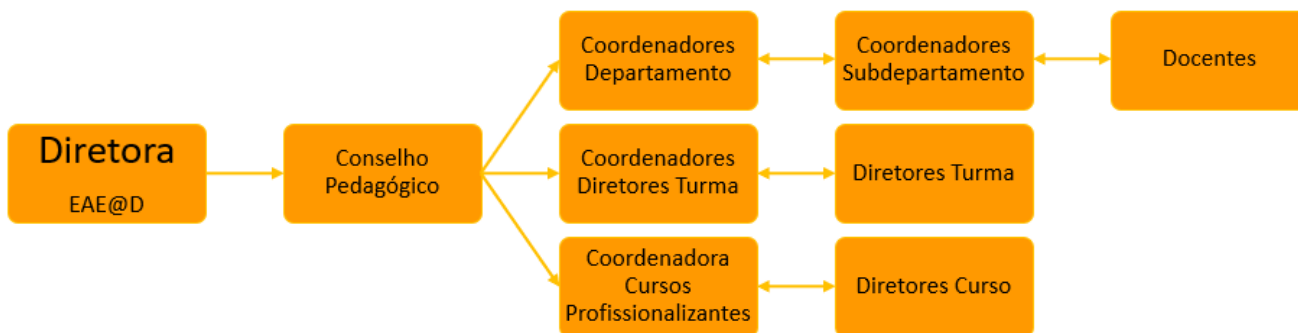 Diretora
EAE@D
Conselho
Pedagógico
Coordenadores
Departamento
Coordenadores
Subdepartamento
Docentes
Coordenadores
Diretores Turma
Diretores Turma
Coordenadora
Cursos
Profissionalizantes
Diretores Curso